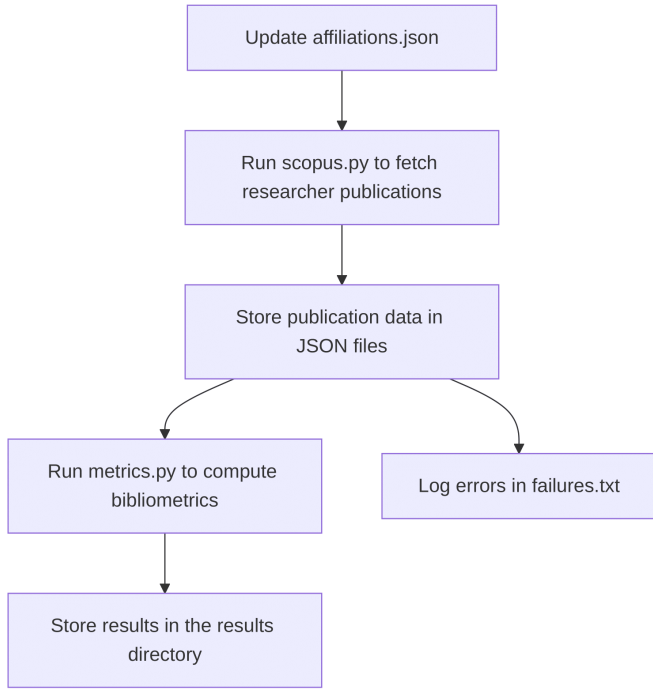 Update affiliations.json
Run scopus.py to fetch
researcher publications
Store publication data in
JSON files
Run metrics.py to compute
bibliometrics
Log errors in failures.txt
Store results in the results
directory